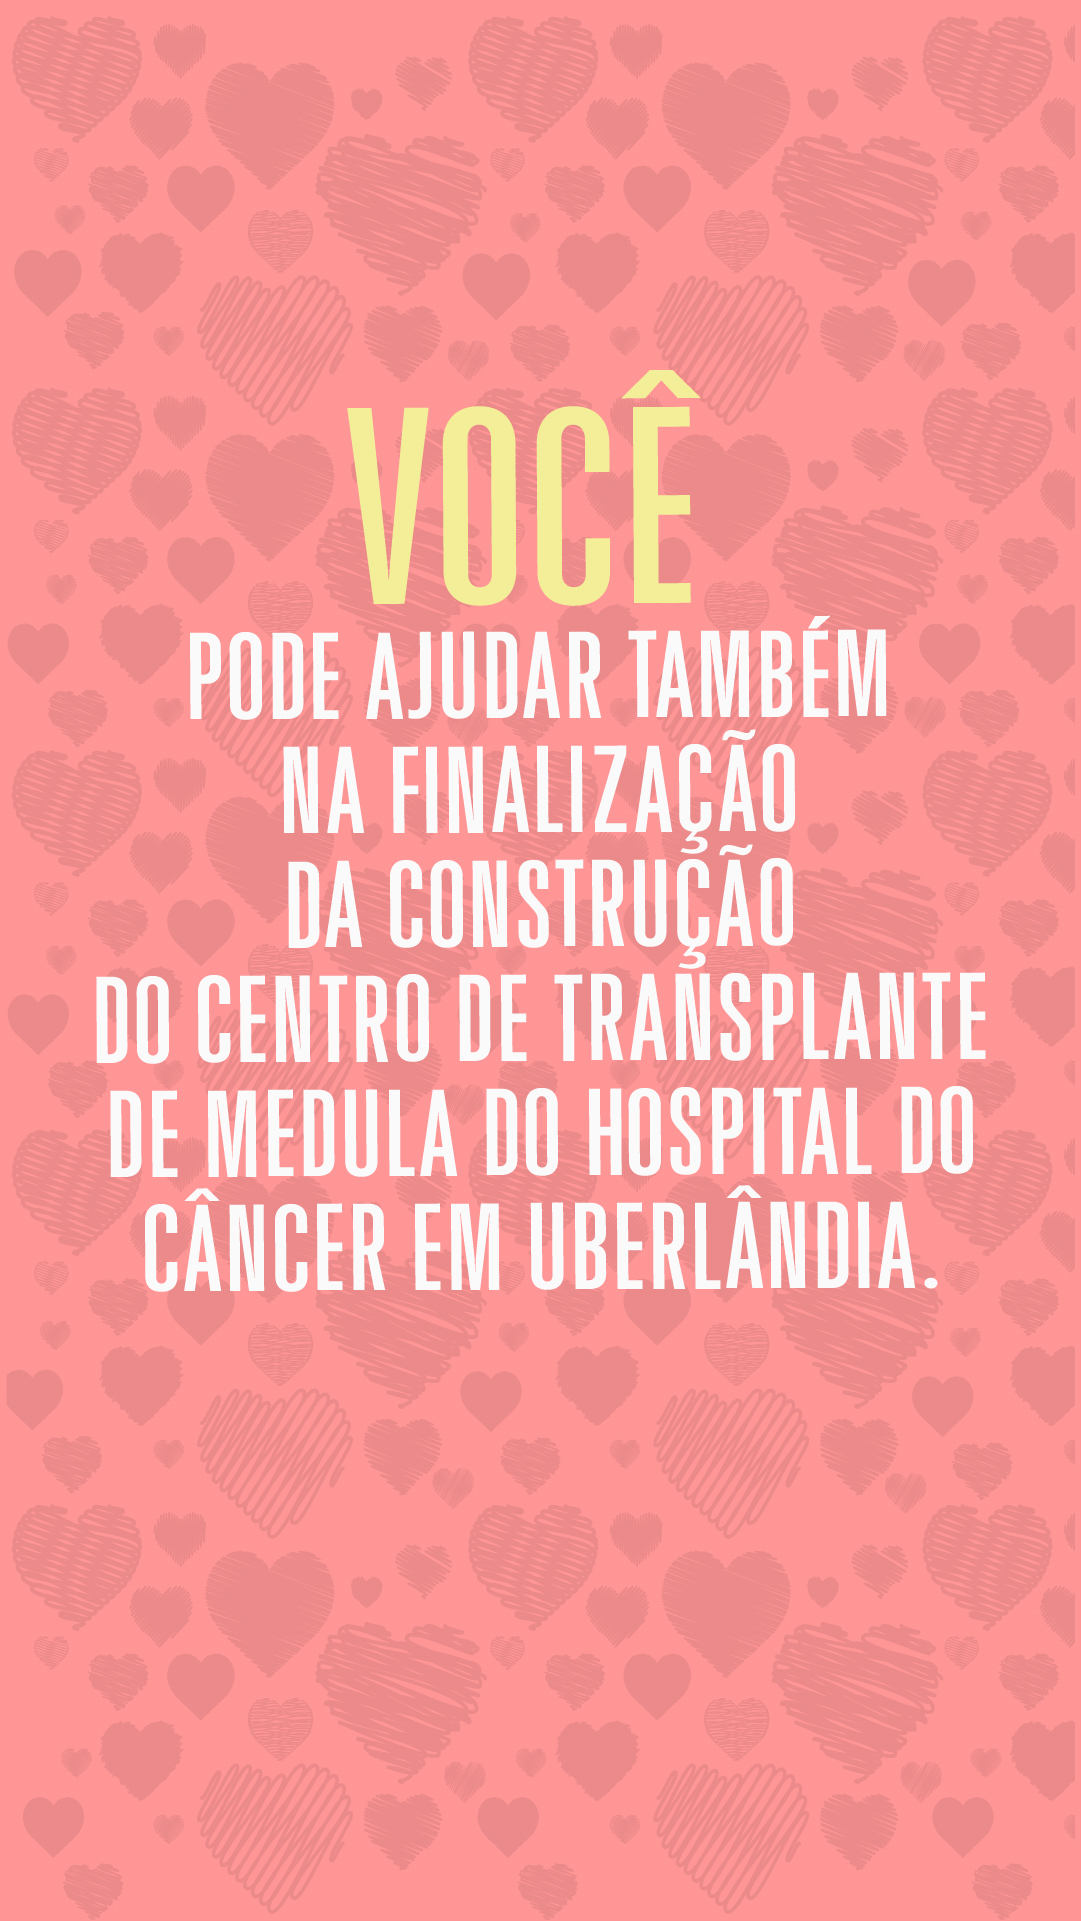 VOCÊ
PODE AJUDAR TAMBÉM
NA FINALIZAÇÃO
DA CONSTRUÇÃO
DO CENTRO DE TRANSPLANTE
DE MEDULA DO HOSPITAL DO
CÂNCER EM UBERLÂNDIA.